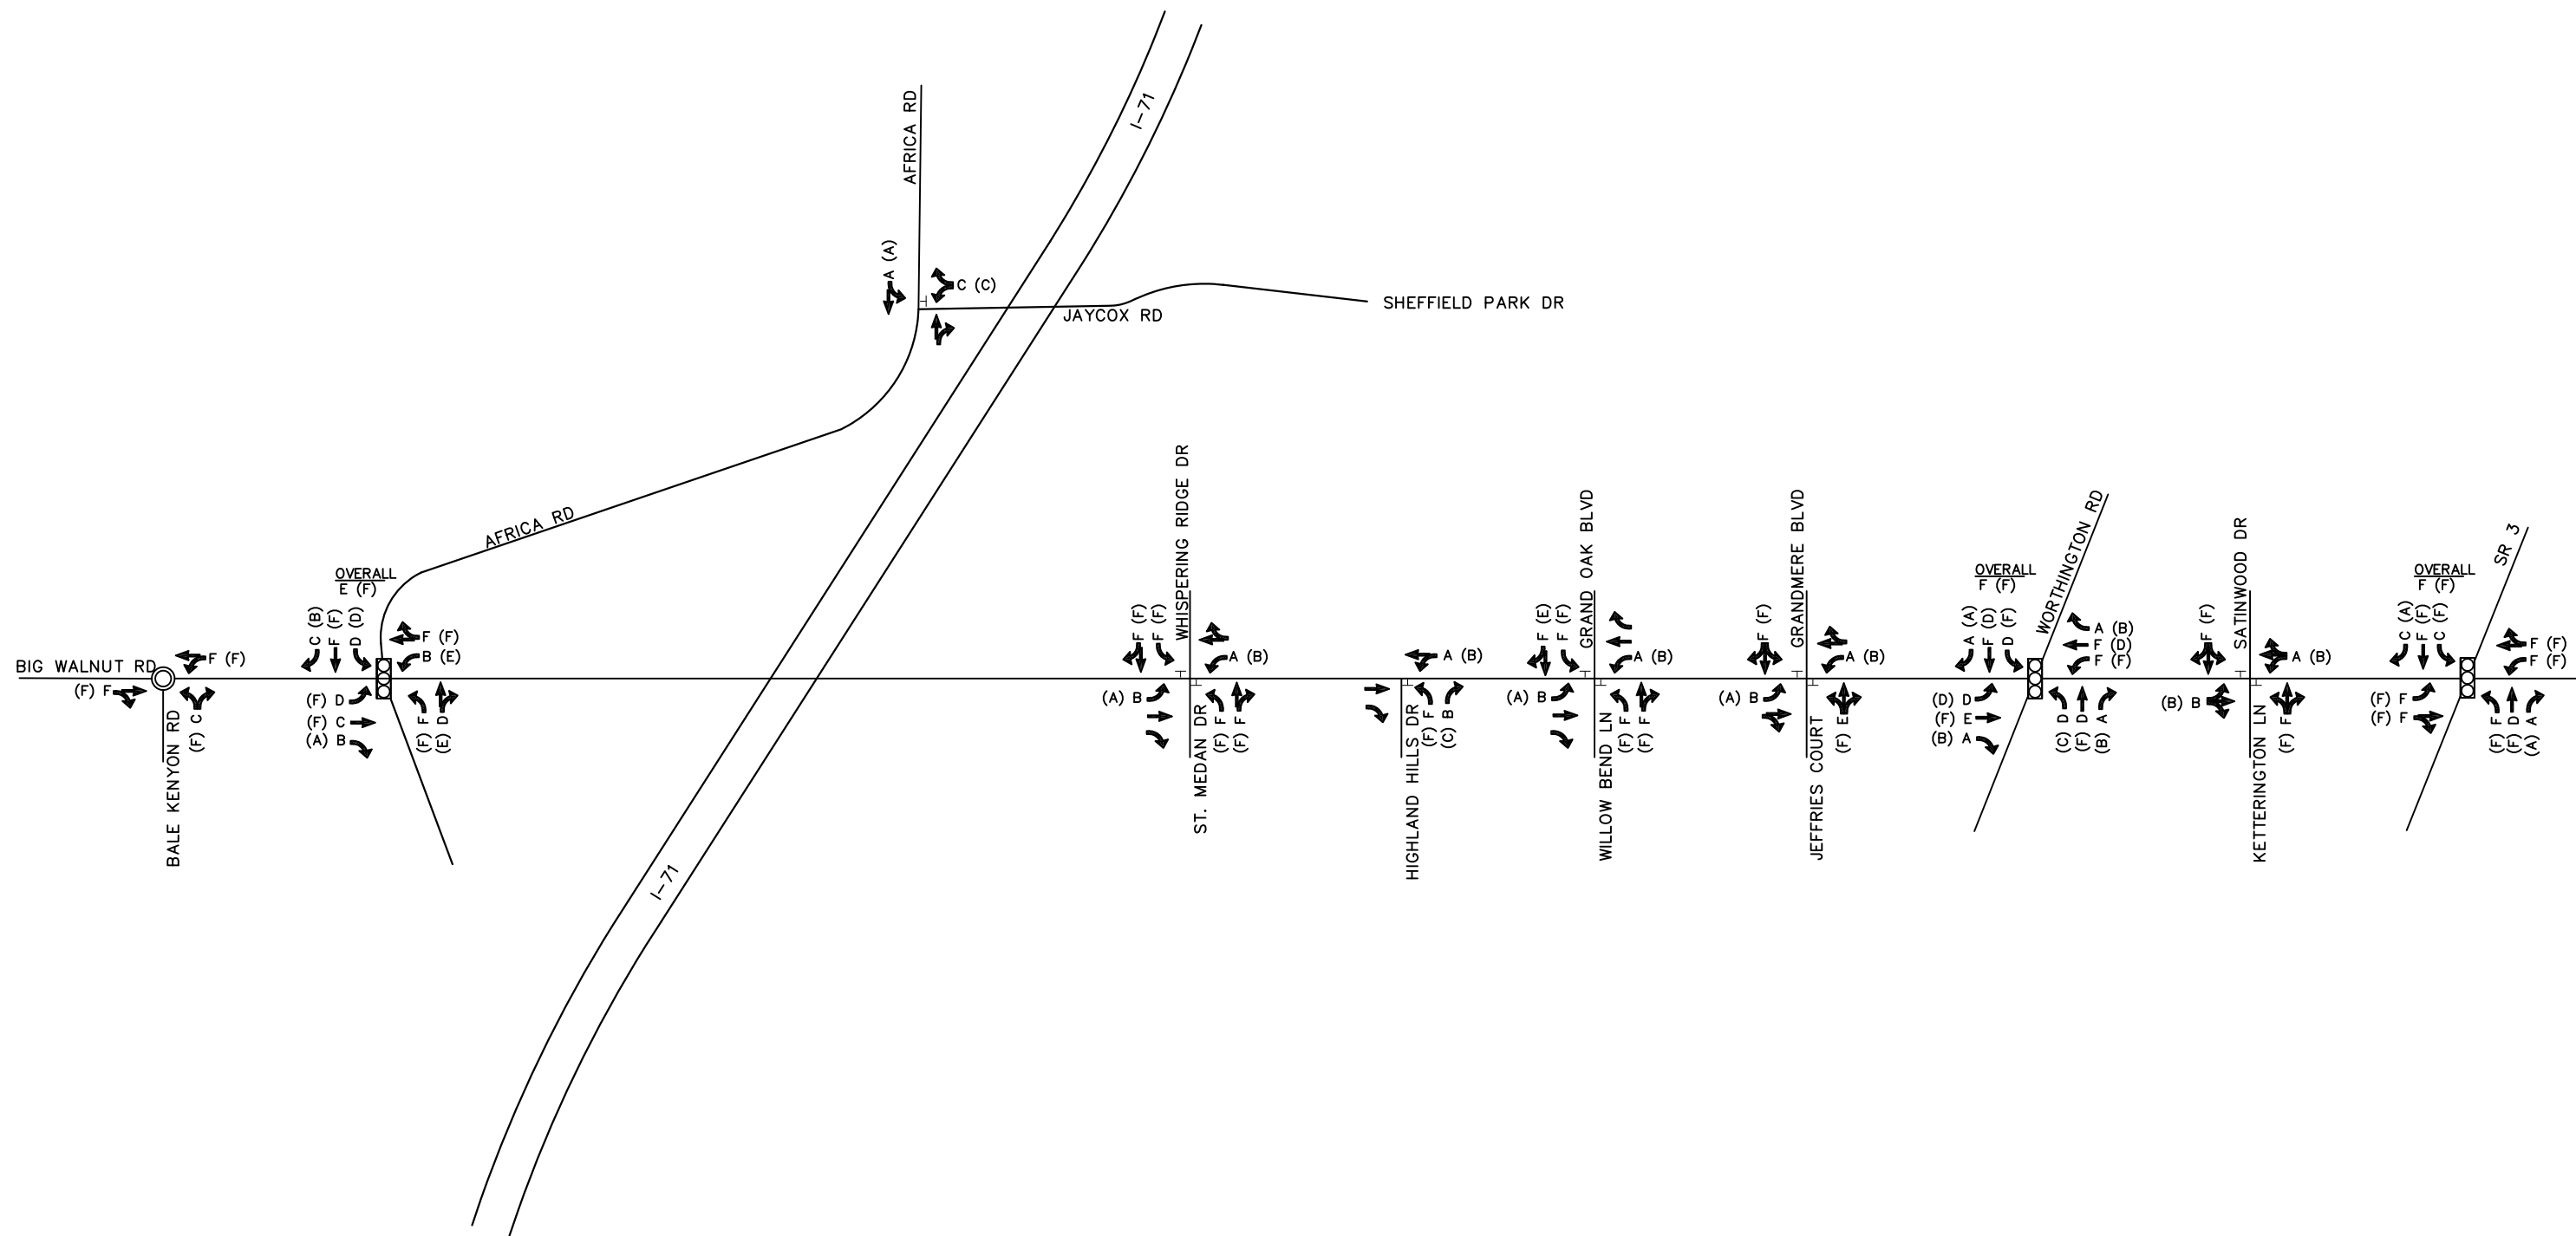 I-71
AFRICA RD
A (A)
C (C)
JAYCOX RD
SHEFFIELD PARK DR
AFRICA RD
I-71
BIG WALNUT RD
F (F)
(F) F
(F) C
BALE KENYON RD
OVERALL
E (F)
C (B)
F (F)
D (D)
F (F)
B (E)
(F) D
(F) C
(A) B
(F) F
(E) D
WHISPERING RIDGE DR
F (F)
F (F)
A (B)
(A) B
(F) F
(F) F
ST. MEDAN DR
A (B)
(F) F
(C) B
HIGHLAND HILLS DR
GRAND OAK BLVD
F (E)
F (F)
A (B)
(A) B
(F) F
(F) F
WILLOW BEND LN
GRANDMERE BLVD
F (F)
A (B)
(A) B
(F) E
JEFFRIES COURT
WORTHINGTON RD
OVERALL
F (F)
A (A)
F (D)
D (F)
A (B)
F (D)
F (F)
(D) D
(F) E
(B) A
(C) D
(F) D
(B) A
SATINWOOD DR
F (F)
A (B)
(B) B
(F) F
KETTERINGTON LN
SR 3
OVERALL
F (F)
C (A)
F (F)
C (F)
F (F)
F (F)
(F) F
(F) F
(F) F
(F) D
(A) A